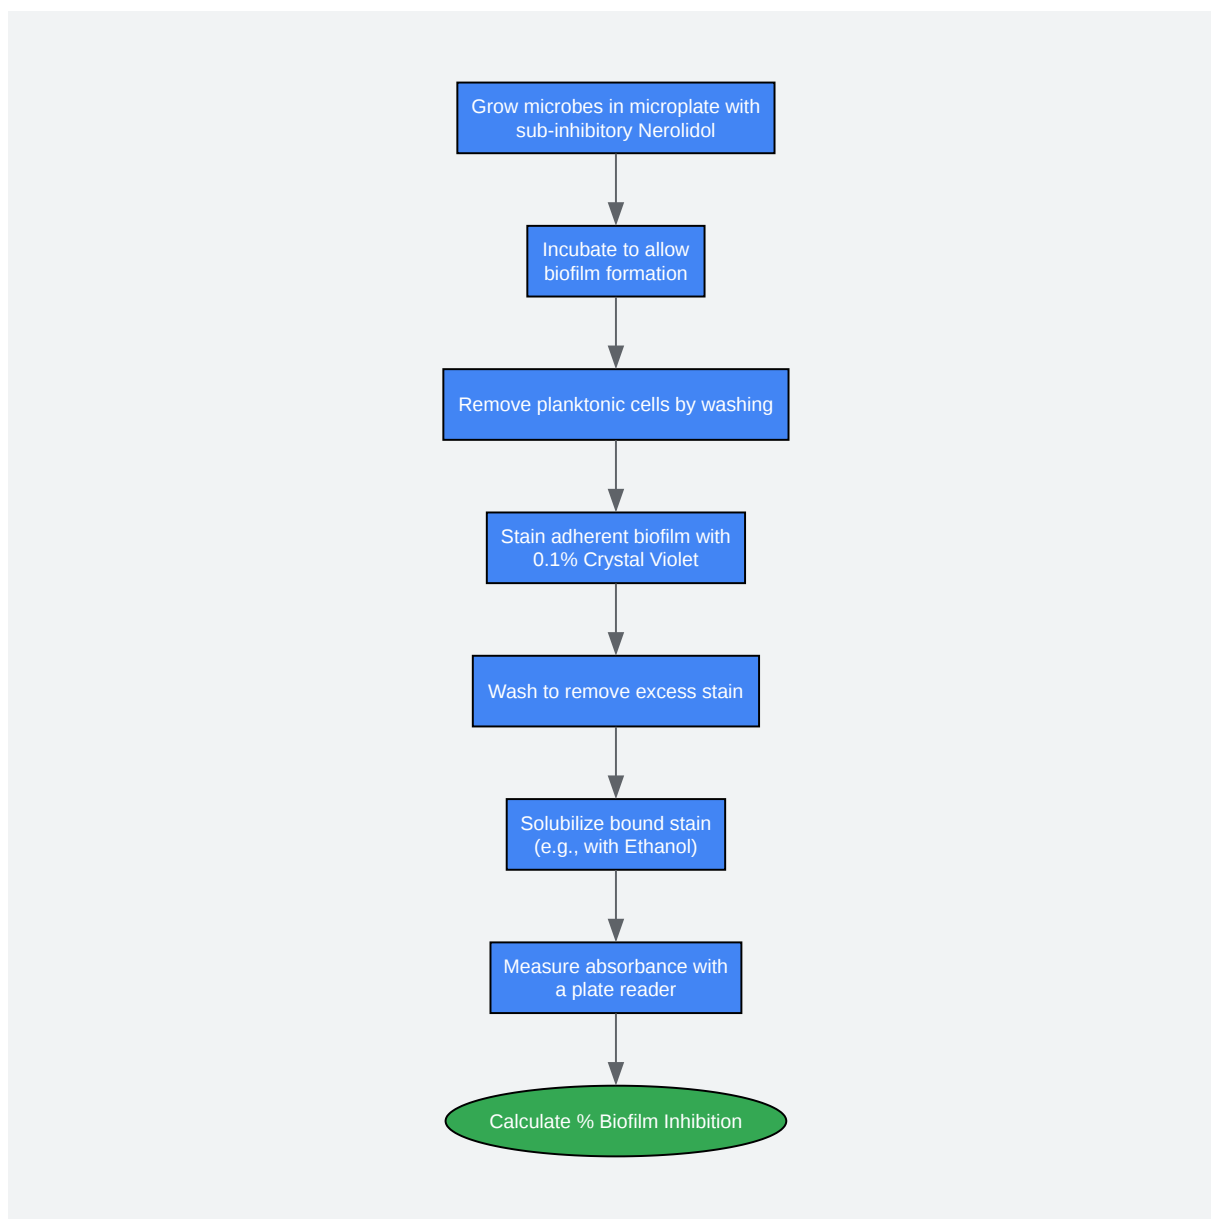 Grow microbes in microplate with
sub-inhibitory Nerolidol
Incubate to allow
biofilm formation
Remove planktonic cells by washing
Stain adherent biofilm with
0.1% Crystal Violet
Wash to remove excess stain
Solubilize bound stain
(e.g., with Ethanol)
Measure absorbance with
a plate reader
Calculate % Biofilm Inhibition